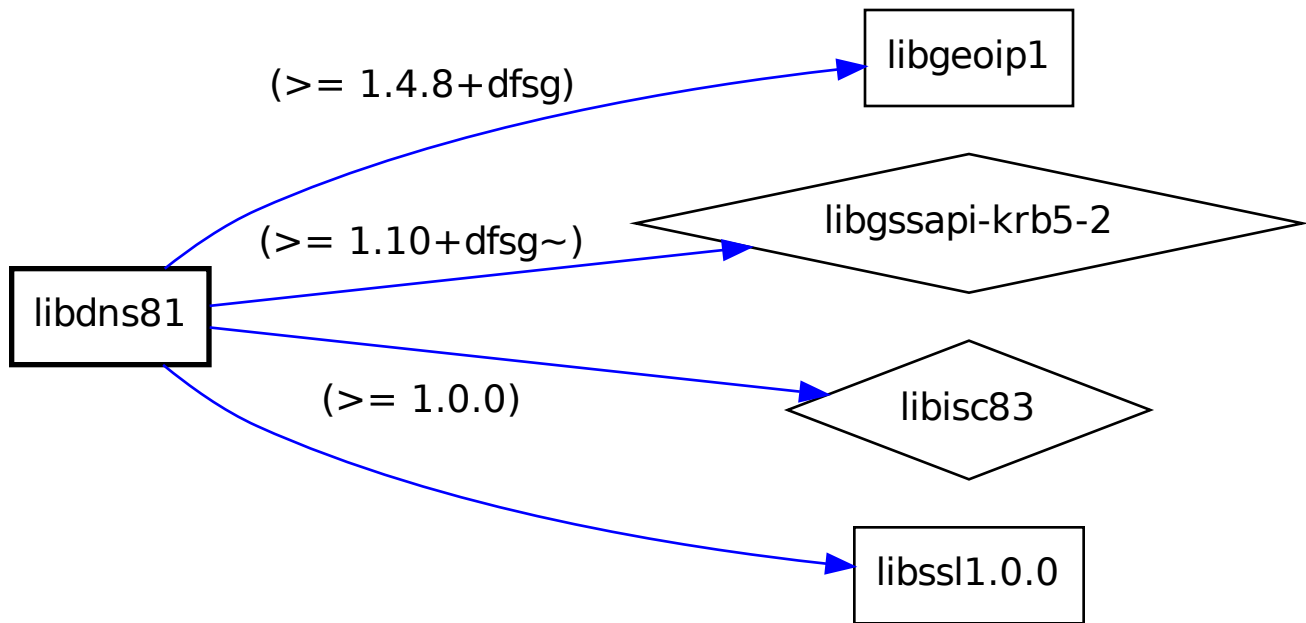 libgeoip1
(>= 1.4.8+dfsg)
libgssapi-krb5-2
(>= 1.10+dfsg~)
libdns81
(>= 1.0.0)
libisc83
libssl1.0.0